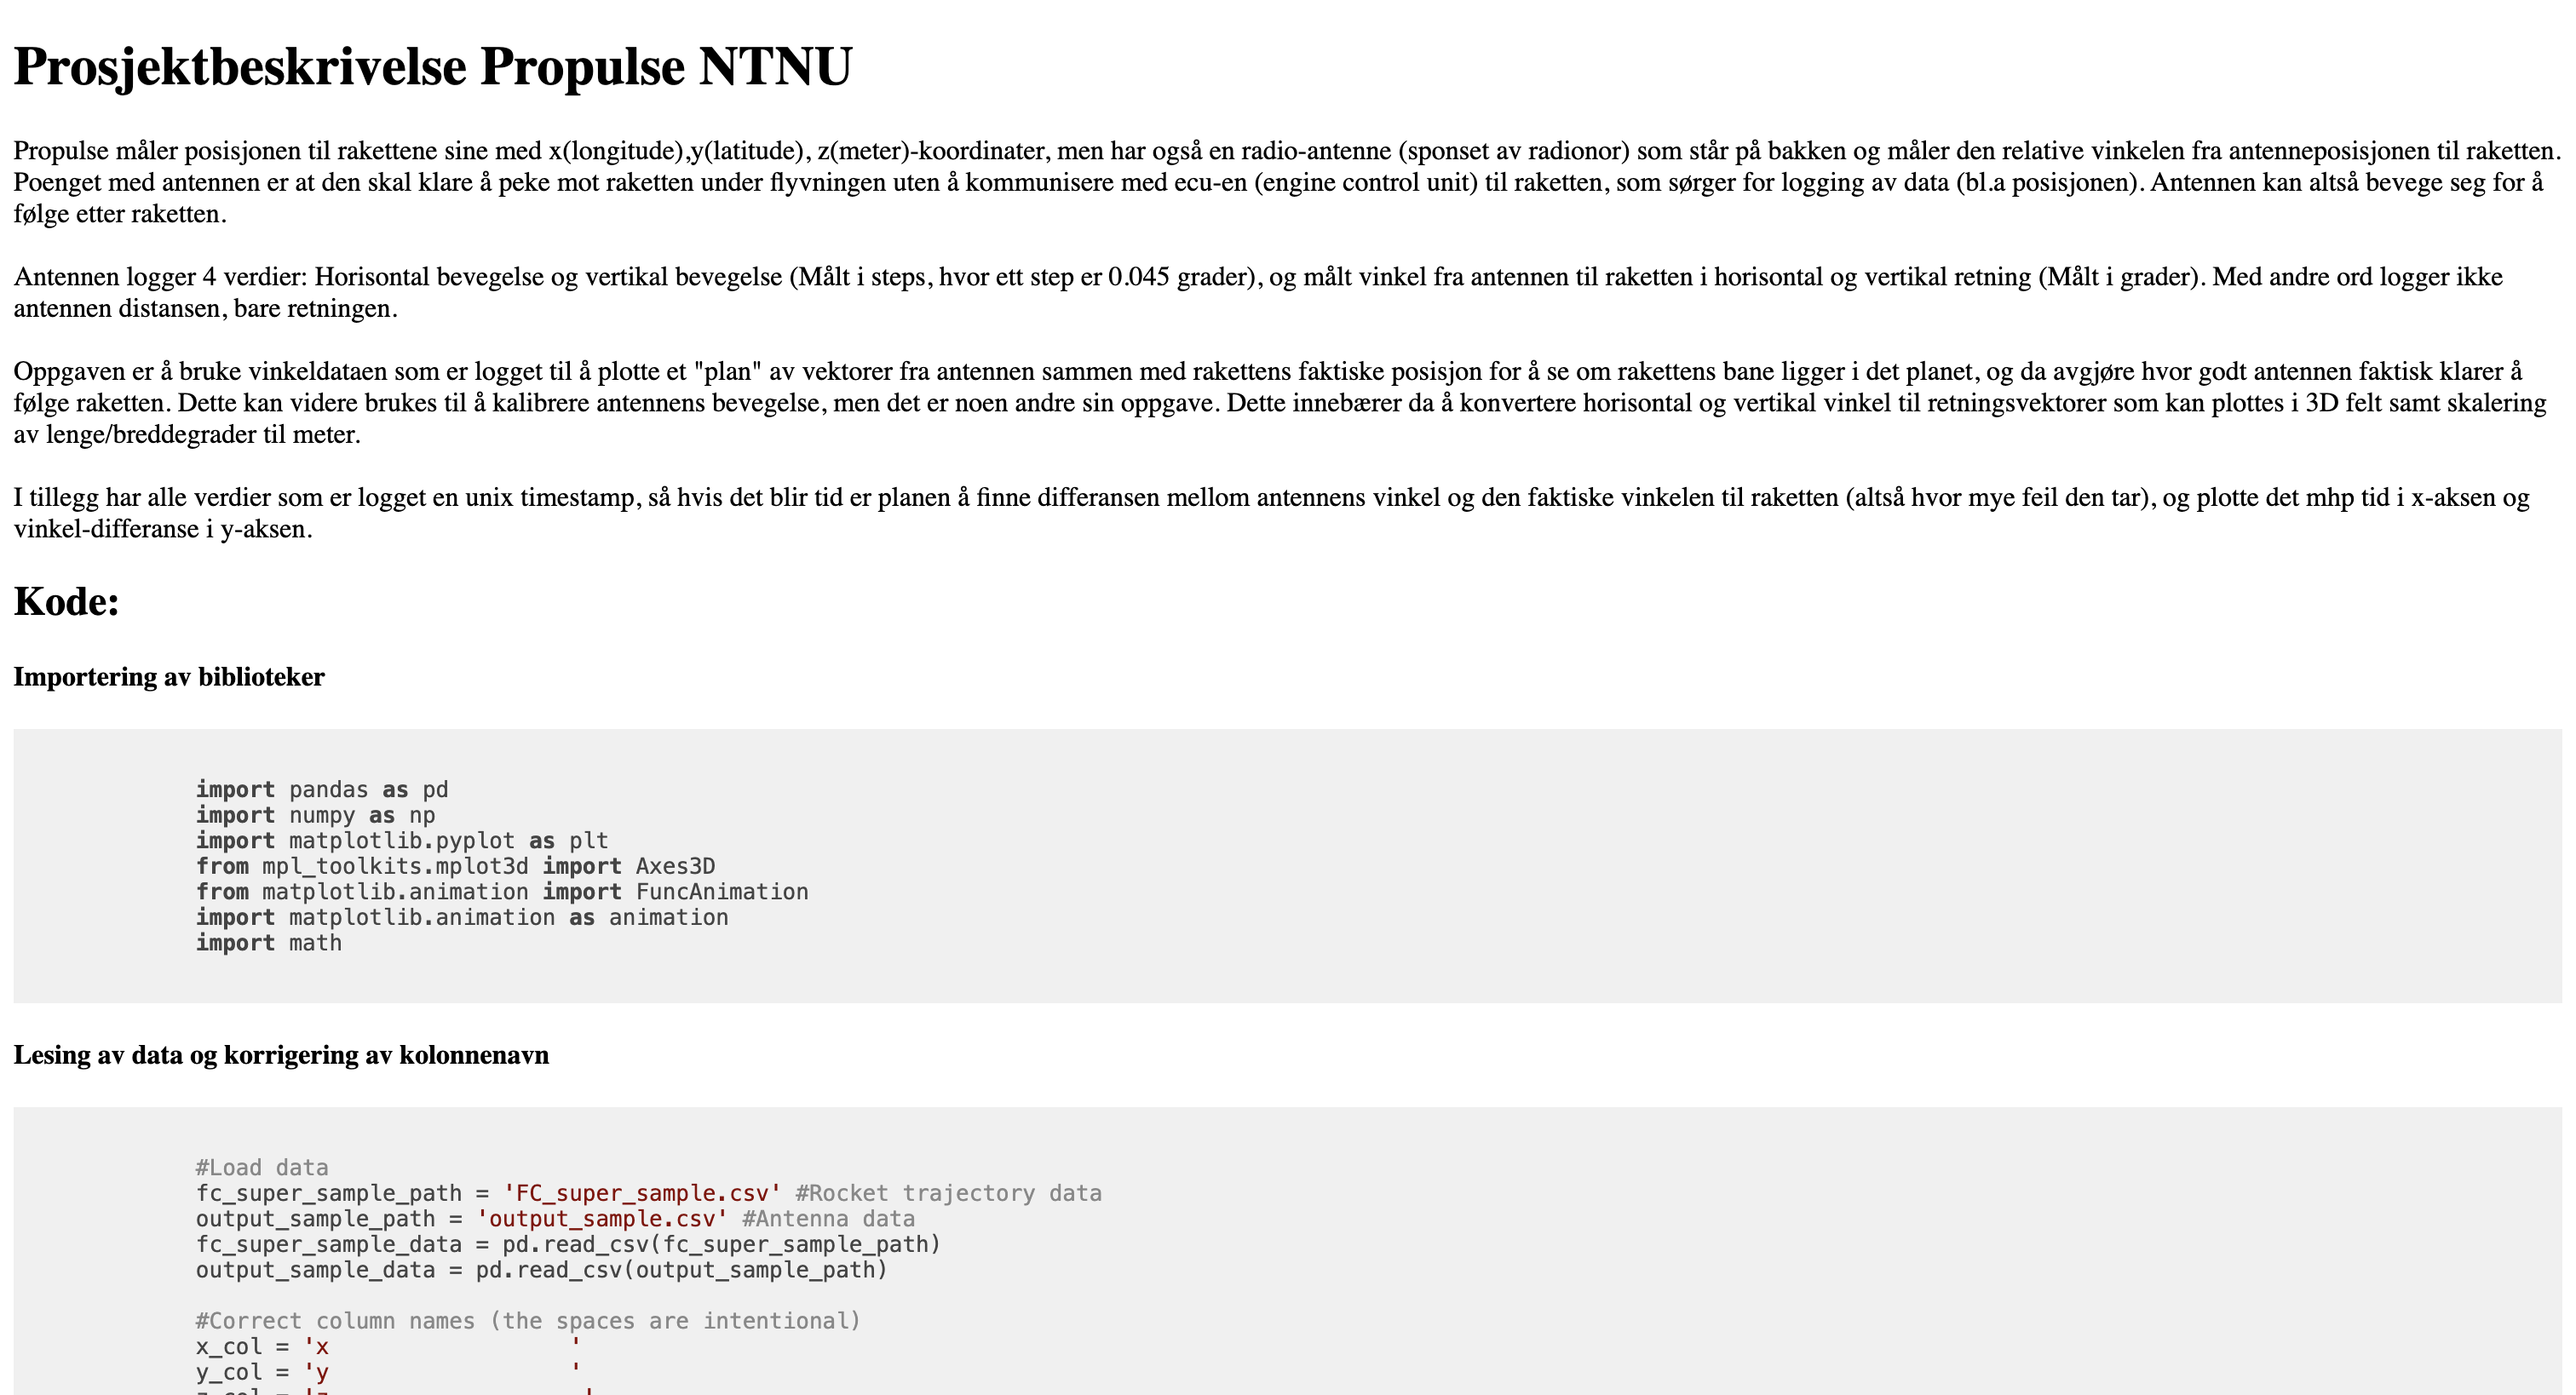 Prosjektbeskrivelse Propulse NTNU
Propulse måler posisjonen til rakettene sine med x(longitude),y(latitude), z(meter)-koordinater, men har også en radio-antenne (sponset av radionor) som står på bakken og måler den relative vinkelen fra antenneposisjonen til raketten.
Poenget med antennen er at den skal klare å peke mot raketten under flyvningen uten å kommunisere med ecu-en (engine control unit) til raketten, som sørger for logging av data (bl.a posisjonen). Antennen kan altså bevege seg for å
følge etter raketten.
Antennen logger 4 verdier: Horisontal bevegelse og vertikal bevegelse (Målt i steps, hvor ett step er 0.045 grader), og målt vinkel fra antennen til raketten i horisontal og vertikal retning (Målt i grader). Med andre ord logger ikke
antennen distansen, bare retningen.
Oppgaven er å bruke vinkeldataen som er logget til å plotte et "plan" av vektorer fra antennen sammen med rakettens faktiske posisjon for å se om rakettens bane ligger i det planet, og da avgjøre hvor godt antennen faktisk klarer å
følge raketten. Dette kan videre brukes til å kalibrere antennens bevegelse, men det er noen andre sin oppgave. Dette innebærer da å konvertere horisontal og vertikal vinkel til retningsvektorer som kan plottes i 3D felt samt skalering
av lenge/breddegrader til meter.
I tillegg har alle verdier som er logget en unix timestamp, så hvis det blir tid er planen å finne differansen mellom antennens vinkel og den faktiske vinkelen til raketten (altså hvor mye feil den tar), og plotte det mhp tid i x-aksen og
vinkel-differanse i y-aksen.
Kode:
Importering av biblioteker
import pandas as pd
import numpy as np
import matplotlib.pyplot as plt
from mpl_toolkits.mplot3d import Axes3D
from matplotlib.animation import FuncAnimation
import matplotlib.animation as animation
import math
Lesing av data og korrigering av kolonnenavn
#Load data
fc_super_sample_path = 'FC_super_sample.csv' #Rocket trajectory data
output_sample_path = 'output_sample.csv' #Antenna data
fc_super_sample_data = pd.read_csv(fc_super_sample_path)
output_sample_data = pd.read_csv(output_sample_path)
#Correct column names (the spaces are intentional)
x_col = 'x                  '
y_col = 'y                  '